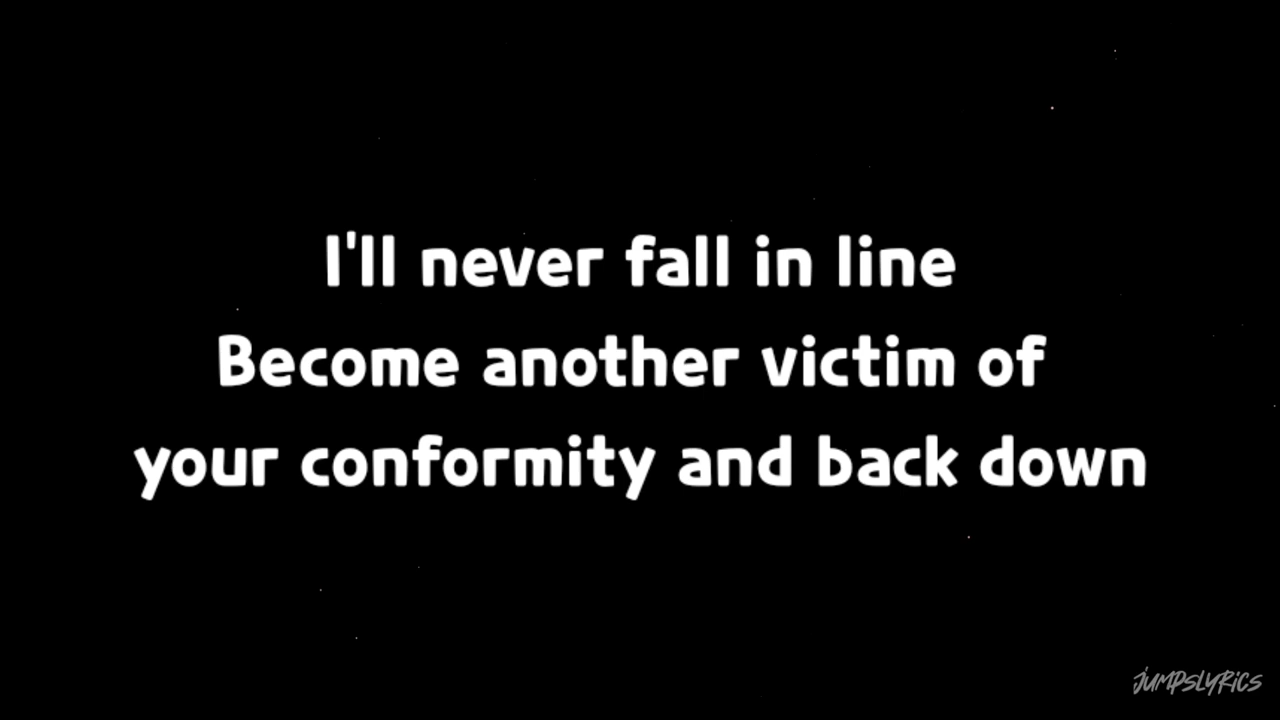 I'll never fall in line
Become another victim of
your conformity and back down
JUMPSLYRiCS